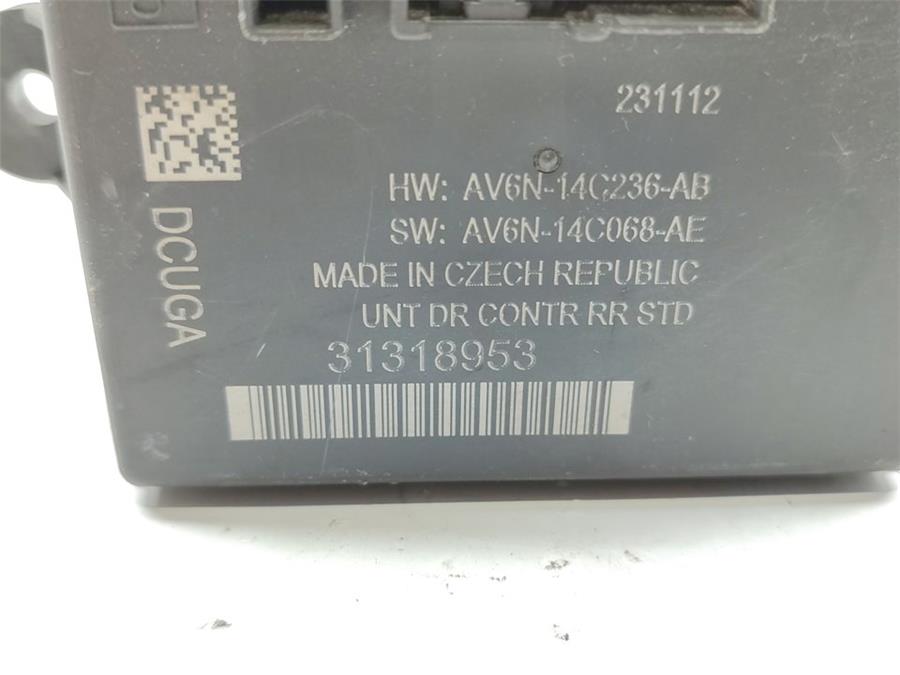 231112
HW: AV6N-14C236-AB
SW: AV6N-14C068-AE
DCUGA
MADE IN CZECH REPUBLIC
UNT DR CONTR RR STD
31318953